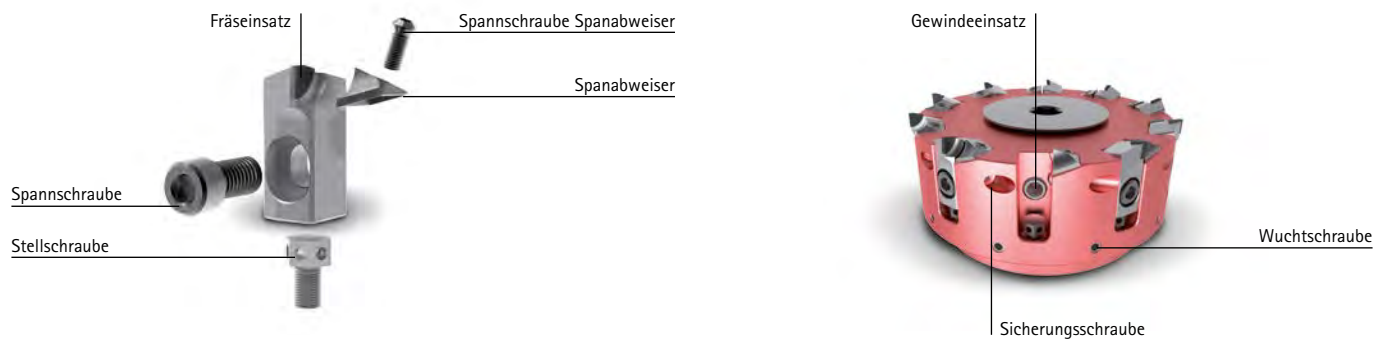 Fräseinsatz
Spannschraube Spanabweiser
Spanabweiser
Spannschraube
Stellschraube
Gewindeeinsatz
Wuchtschraube
Sicherungsschraube